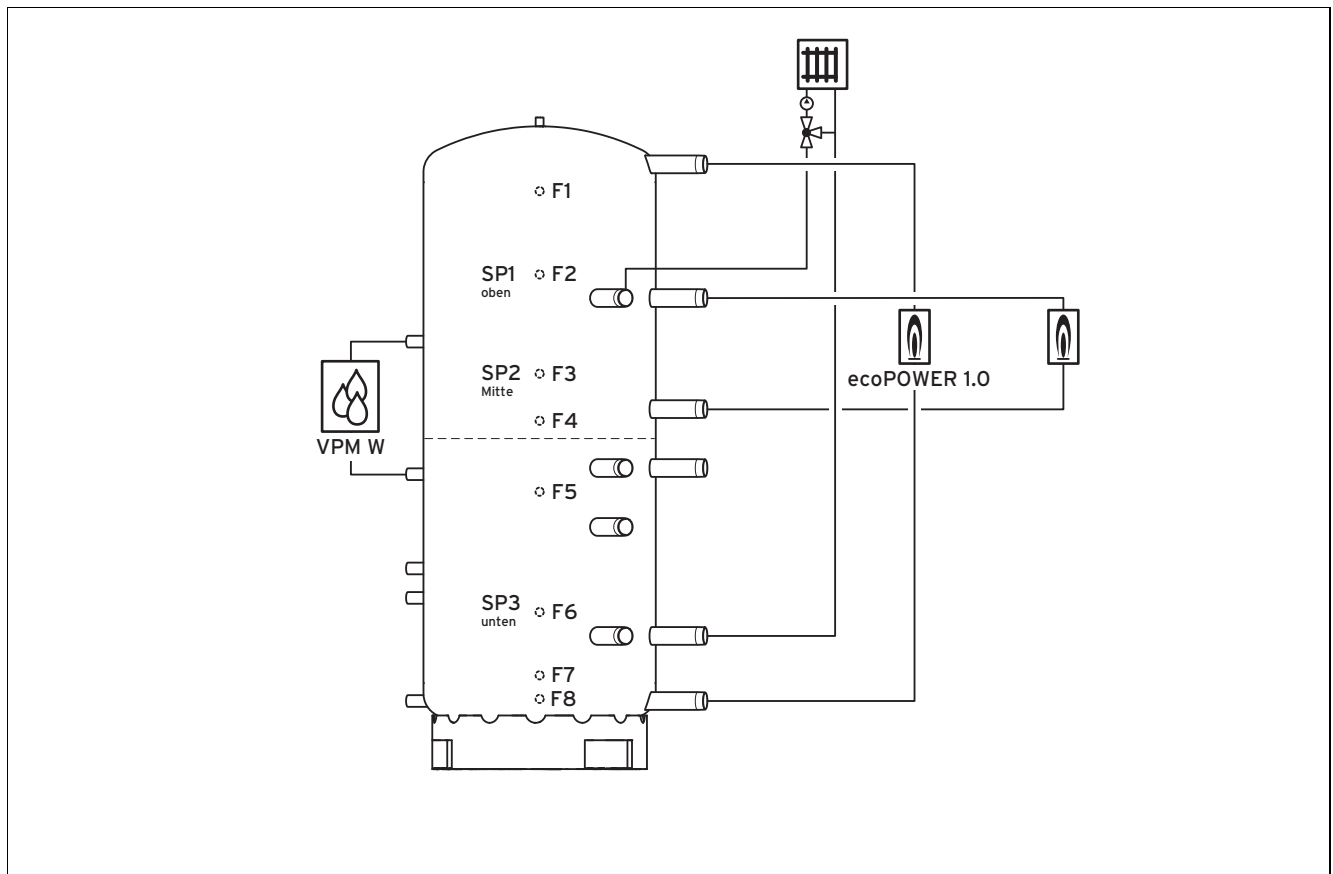 F1
SP1 F2
oben
SP2 F3
Mitte
ecoPOWER 1.0
F4
VPM W
F5
SP3 F6
unten
F7
F8